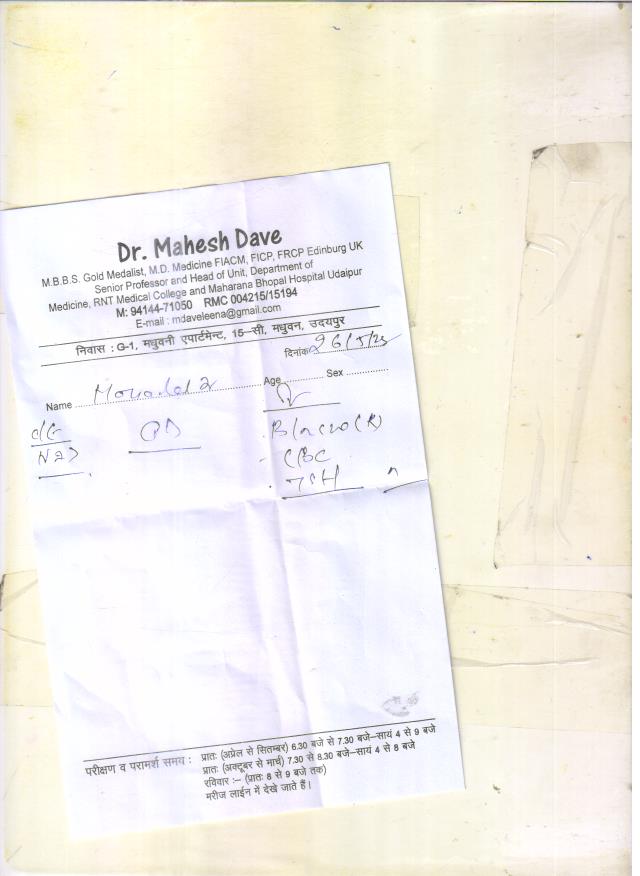 Dr. Mahesh Dave
M.B.B.S. Gold Medalist, M.D. Medicine FIACM, FICP, FRCP Edinburg UK
Senior Professor and Head of Unit, Department of
Medicine, RNT Medical College and Maharana Bhopal Hospital Udaipur
M: 94144-71050 RMC 004215/15194
E-mail : mdaveleena@gmail.com
निवास : G-1, मधुवनी एपार्टमेन्ट, 15–सी, मधुवन, उदयपुर
दिनांक 26/5/25
Name Age Sex
CBC
TSH
परीक्षण व परामर्श समय : प्रातः (अप्रेल से सितम्बर) 6.30 बजे से 7.30 बजे–सायं 4 से 9 बजे
प्रातः (अक्टूबर से मार्च) 7.30 से 8.30 बजे–सायं 4 से 8 बजे
रविवार :– (प्रातः 8 से 9 बजे तक)
मरीज लाईन में देखे जाते हैं।